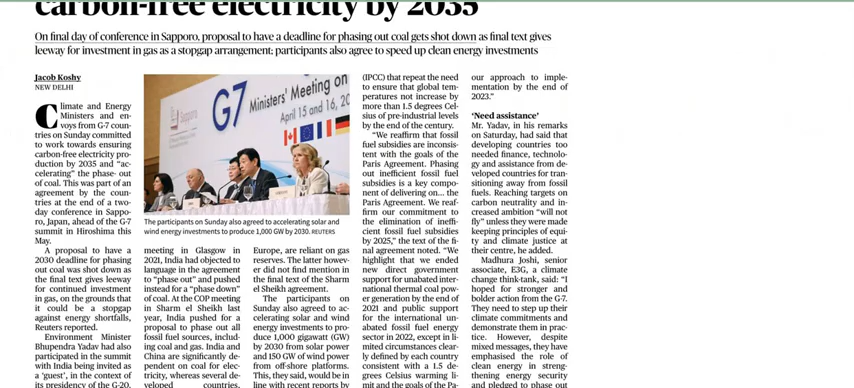 carbon-free electricity by 2035
On final day of conference in Sapporo, proposal to have a deadline for phasing out coal gets shot down as final text gives
leeway for investment in gas as a stopgap arrangement; participants also agree to speed up clean energy investments
Jacob Koshy
NEW DELHI
Climate and Energy
Ministers and en-
voys from G-7 coun-
tries on Sunday committed
to work towards ensuring
carbon-free electricity pro-
duction by 2035 and “ac-
celerating” the phase- out
of coal. This was part of an
agreement by the coun-
tries at the end of a two-
day conference in Sappo-
ro, Japan, ahead of the G-7
summit in Hiroshima this
May.
A proposal to have a
2030 deadline for phasing
out coal was shot down as
the final text gives leeway
for continued investment
in gas, on the grounds that
it could be a stopgap
against energy shortfalls,
Reuters reported.
Environment Minister
Bhupendra Yadav had also
participated in the summit
with India being invited as
a ‘guest’, in the context of
its presidency of the G-20.
G7 Ministers' Meeting on
April 15 and 16, 20
Sapporo
The participants on Sunday also agreed to accelerating solar and
wind energy investments to produce 1,000 GW by 2030. REUTERS
meeting in Glasgow in
2021, India had objected to
language in the agreement
to “phase out” and pushed
instead for a “phase down”
of coal. At the COP meeting
in Sharm el Sheikh last
year, India pushed for a
proposal to phase out all
fossil fuel sources, includ-
ing coal and gas. India and
China are significantly de-
pendent on coal for elec-
tricity, whereas several de-
veloped countries,
Europe, are reliant on gas
reserves. The latter howev-
er did not find mention in
the final text of the Sharm
el Sheikh agreement.
The participants on
Sunday also agreed to ac-
celerating solar and wind
energy investments to pro-
duce 1,000 gigawatt (GW)
by 2030 from solar power
and 150 GW of wind power
from off-shore platforms.
This, they said, would be in
line with recent reports by
(IPCC) that repeat the need
to ensure that global tem-
peratures not increase by
more than 1.5 degrees Cel-
sius of pre-industrial levels
by the end of the century.
“We reaffirm that fossil
fuel subsidies are inconsis-
tent with the goals of the
Paris Agreement. Phasing
out inefficient fossil fuel
subsidies is a key compo-
nent of delivering on... the
Paris Agreement. We reaf-
firm our commitment to
the elimination of ineffi-
cient fossil fuel subsidies
by 2025,” the text of the fi-
nal agreement noted. “We
highlight that we ended
new direct government
support for unabated inter-
national thermal coal pow-
er generation by the end of
2021 and public support
for the international un-
abated fossil fuel energy
sector in 2022, except in li-
mited circumstances clear-
ly defined by each country
consistent with a 1.5 de-
grees Celsius warming li-
mit and the goals of the Pa-
our approach to imple-
mentation by the end of
2023.”
‘Need assistance’
Mr. Yadav, in his remarks
on Saturday, had said that
developing countries too
needed finance, technolo-
gy and assistance from de-
veloped countries for tran-
sitioning away from fossil
fuels. Reaching targets on
carbon neutrality and in-
creased ambition “will not
fly” unless they were made
keeping principles of equi-
ty and climate justice at
their centre, he added.
Madhura Joshi, senior
associate, E3G, a climate
change think-tank, said: “I
hoped for stronger and
bolder action from the G-7.
They need to step up their
climate commitments and
demonstrate them in prac-
tice. However, despite
mixed messages, they have
emphasised the role of
clean energy in streng-
thening energy security
and pledged to phase out